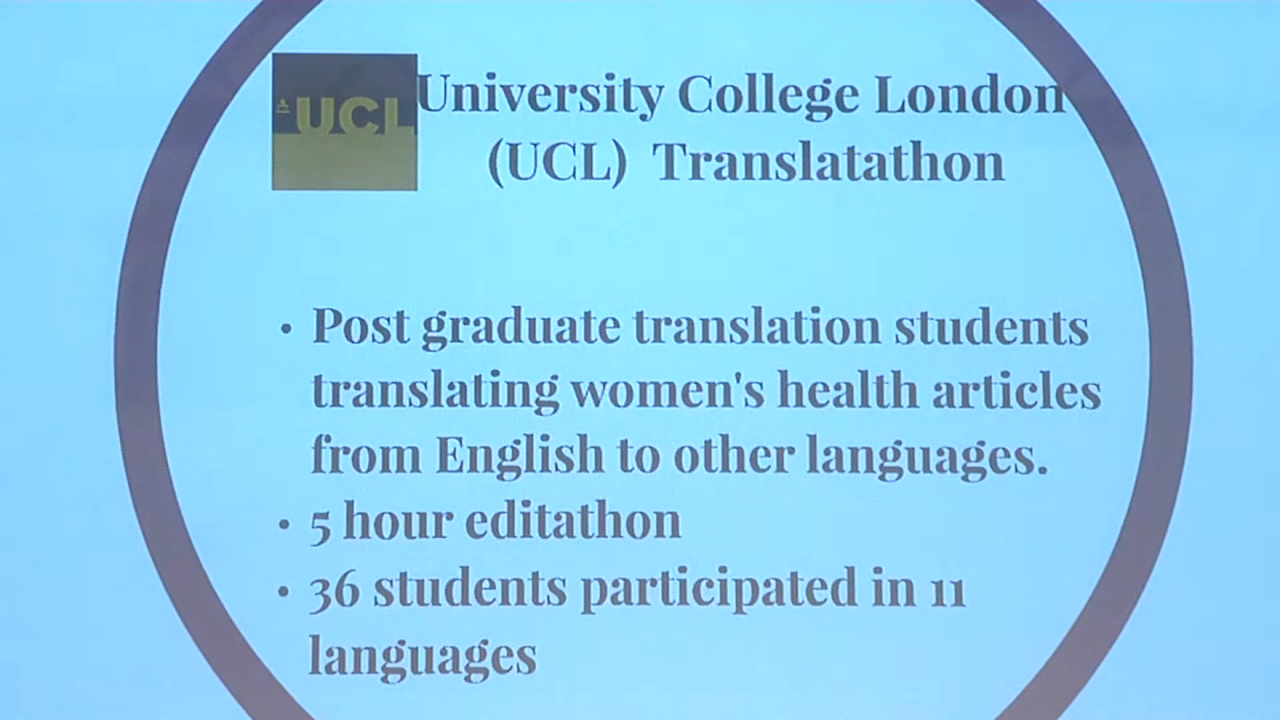 UCL
University College London
(UCL) Translatathon
• Post graduate translation students
translating women's health articles
from English to other languages.
• 5 hour editathon
• 36 students participated in 11
languages